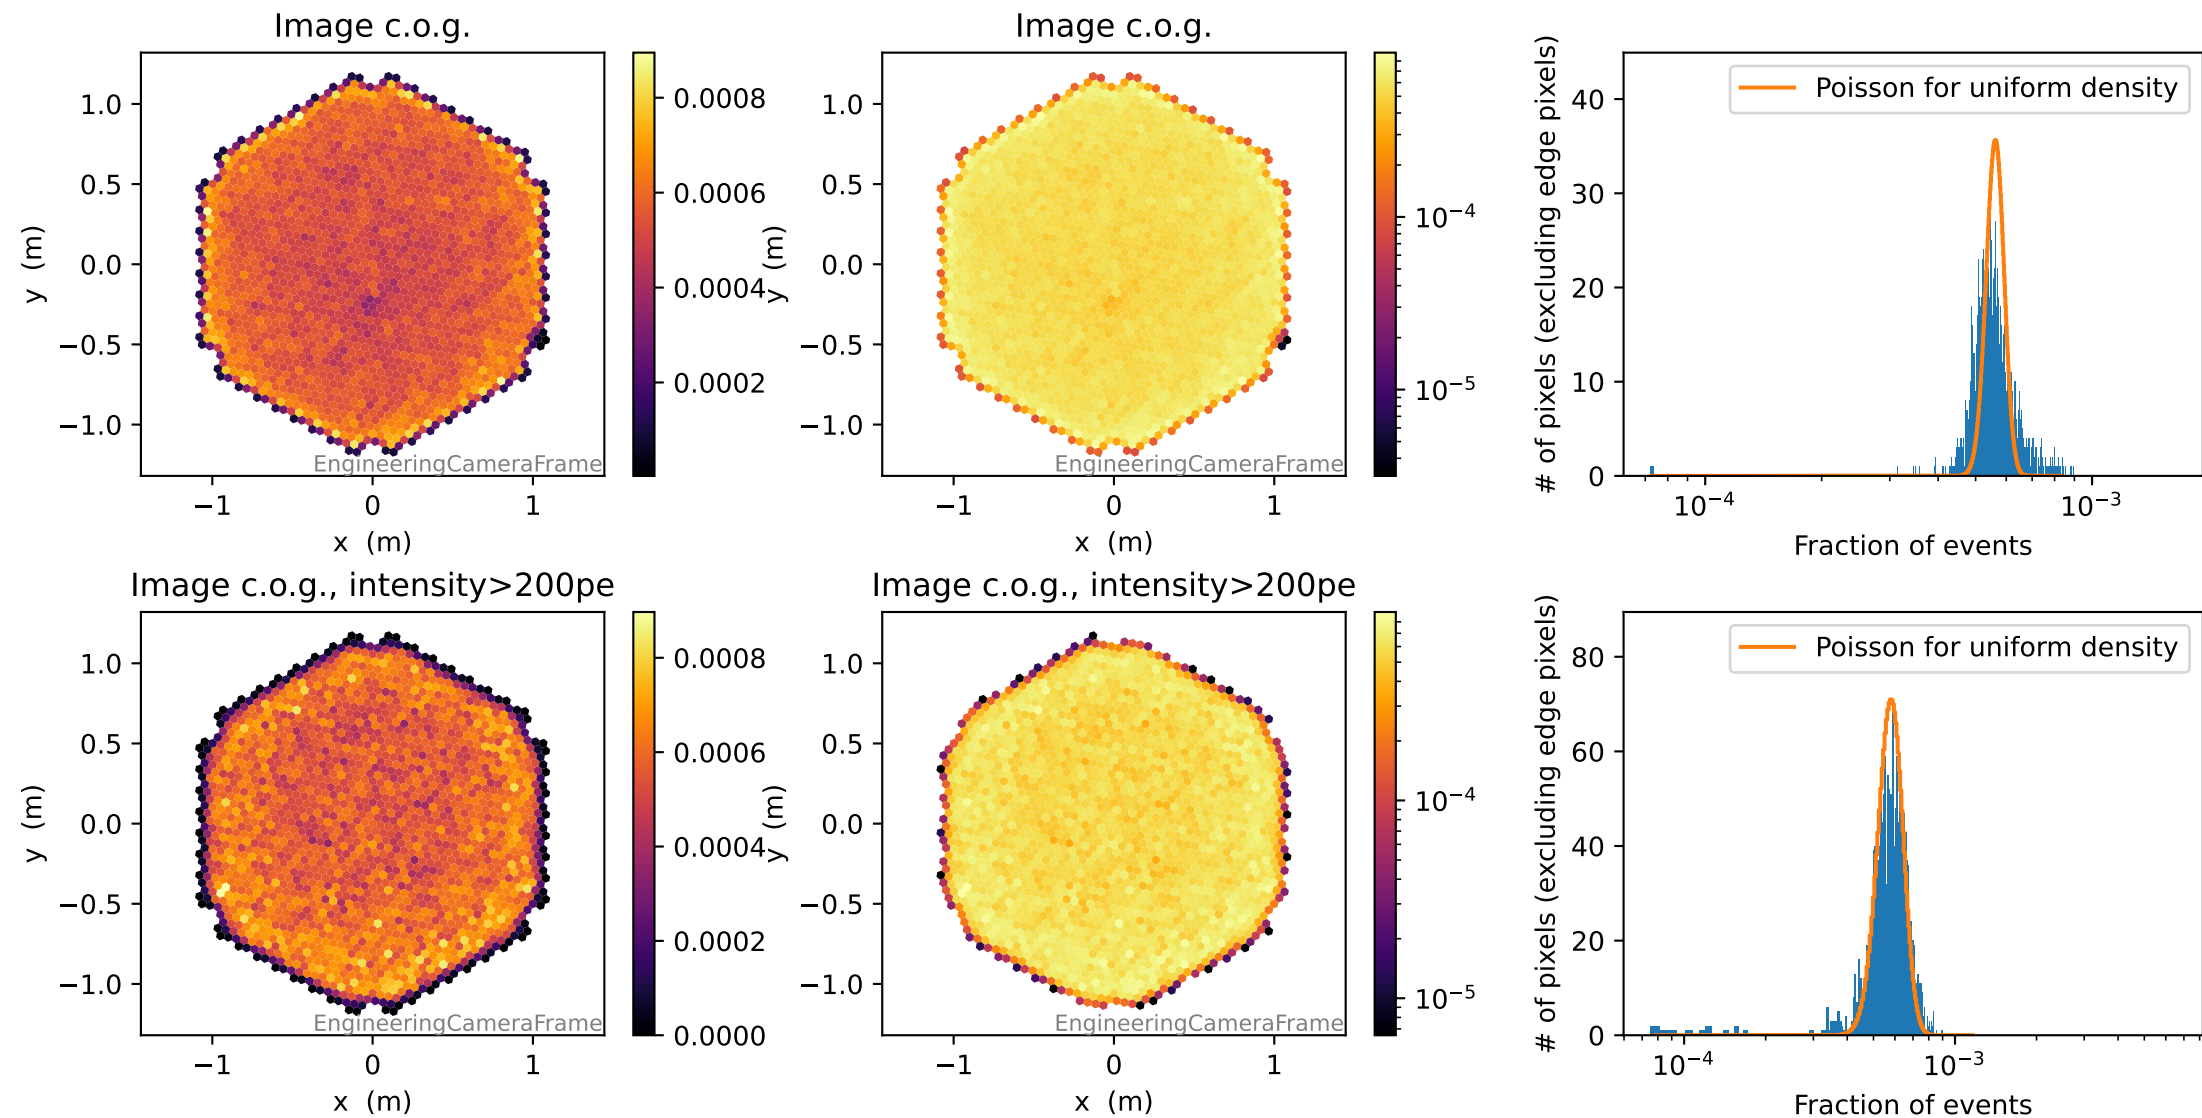 Image c.o.g.
1.0
0.5
0.0
−0.5
−1.0
−1
0
1
x (m)
y (m)
EngineeringCameraFrame
0.0008
0.0006
0.0004
0.0002
Image c.o.g.
1.0
0.5
0.0
−0.5
−1.0
−1
0
1
x (m)
y (m)
EngineeringCameraFrame
10⁻⁴
10⁻⁵
Poisson for uniform density
40
30
20
10
0
10⁻⁴
10⁻³
Fraction of events
# of pixels (excluding edge pixels)
Image c.o.g., intensity>200pe
1.0
0.5
0.0
−0.5
−1.0
−1
0
1
x (m)
y (m)
EngineeringCameraFrame
0.0008
0.0006
0.0004
0.0002
0.0000
Image c.o.g., intensity>200pe
1.0
0.5
0.0
−0.5
−1.0
−1
0
1
x (m)
y (m)
EngineeringCameraFrame
10⁻⁴
10⁻⁵
Poisson for uniform density
80
60
40
20
0
10⁻⁴
10⁻³
Fraction of events
# of pixels (excluding edge pixels)